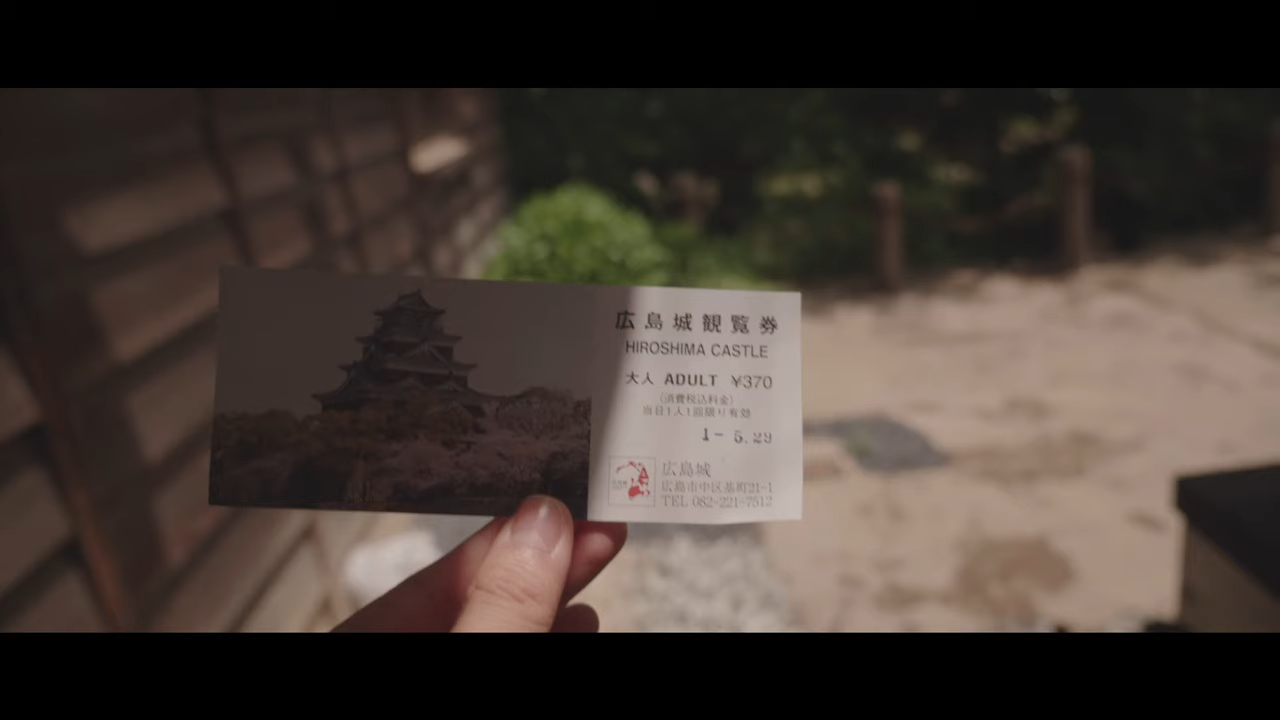 広島城観覧券
HIROSHIMA CASTLE
大人 ADULT ¥370
(消費税込料金)
当日1人1回限り有効
1- 5.29
広島城
広島市中区基町21-1
TEL 082-221-7512